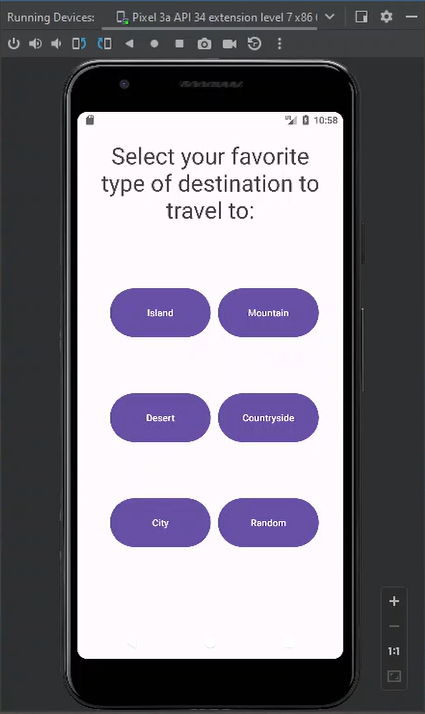 Running Devices:
Pixel 3a API 34 extension level 7 x86
10:58
Select your favorite
type of destination to
travel to:
Island
Mountain
Desert
Countryside
City
Random
1:1